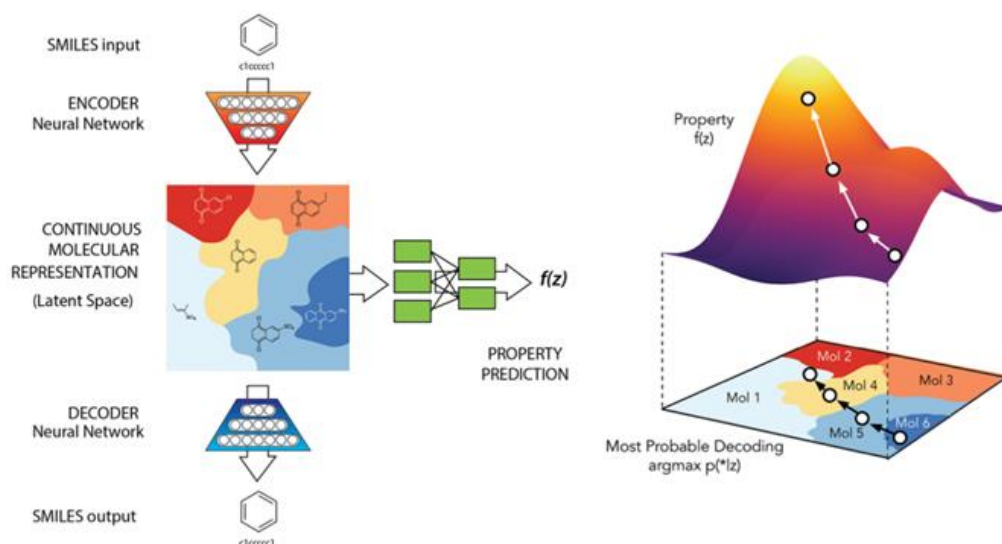 SMILES input
c1ccccc1
ENCODER
Neural Network
CONTINUOUS
MOLECULAR
REPRESENTATION
(Latent Space)
f(z)
PROPERTY
PREDICTION
DECODER
Neural Network
SMILES output
c1ccccc1
Property
f(z)
Mol 1
Mol 2
Mol 3
Mol 4
Mol 5
Mol 6
Most Probable Decoding
argmax p(*|z)